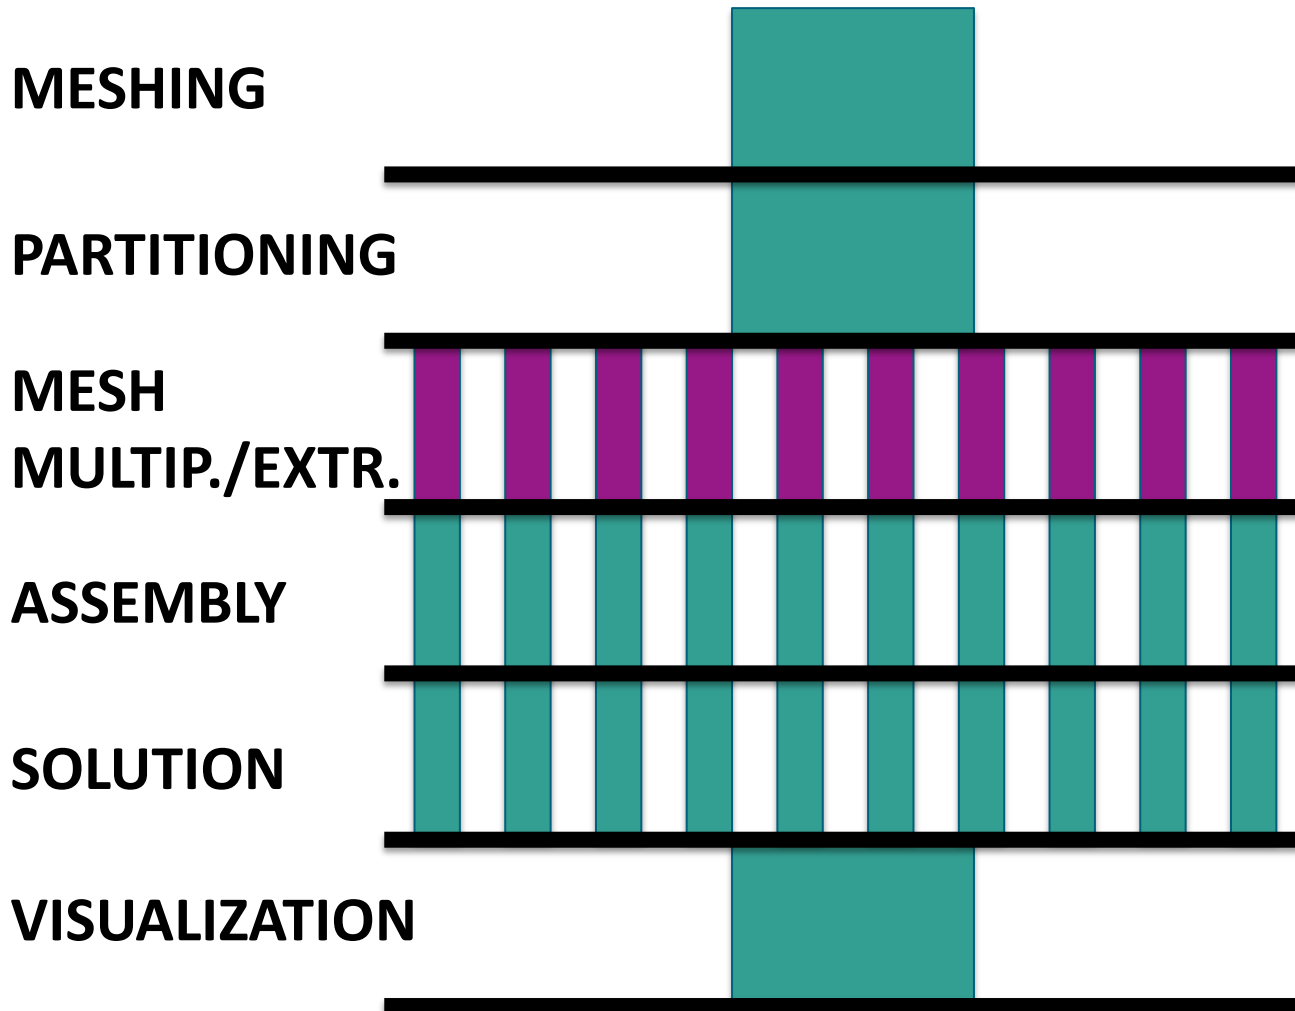 MESHING
PARTITIONING
MESH
MULTIP./EXTR.
ASSEMBLY
SOLUTION
VISUALIZATION